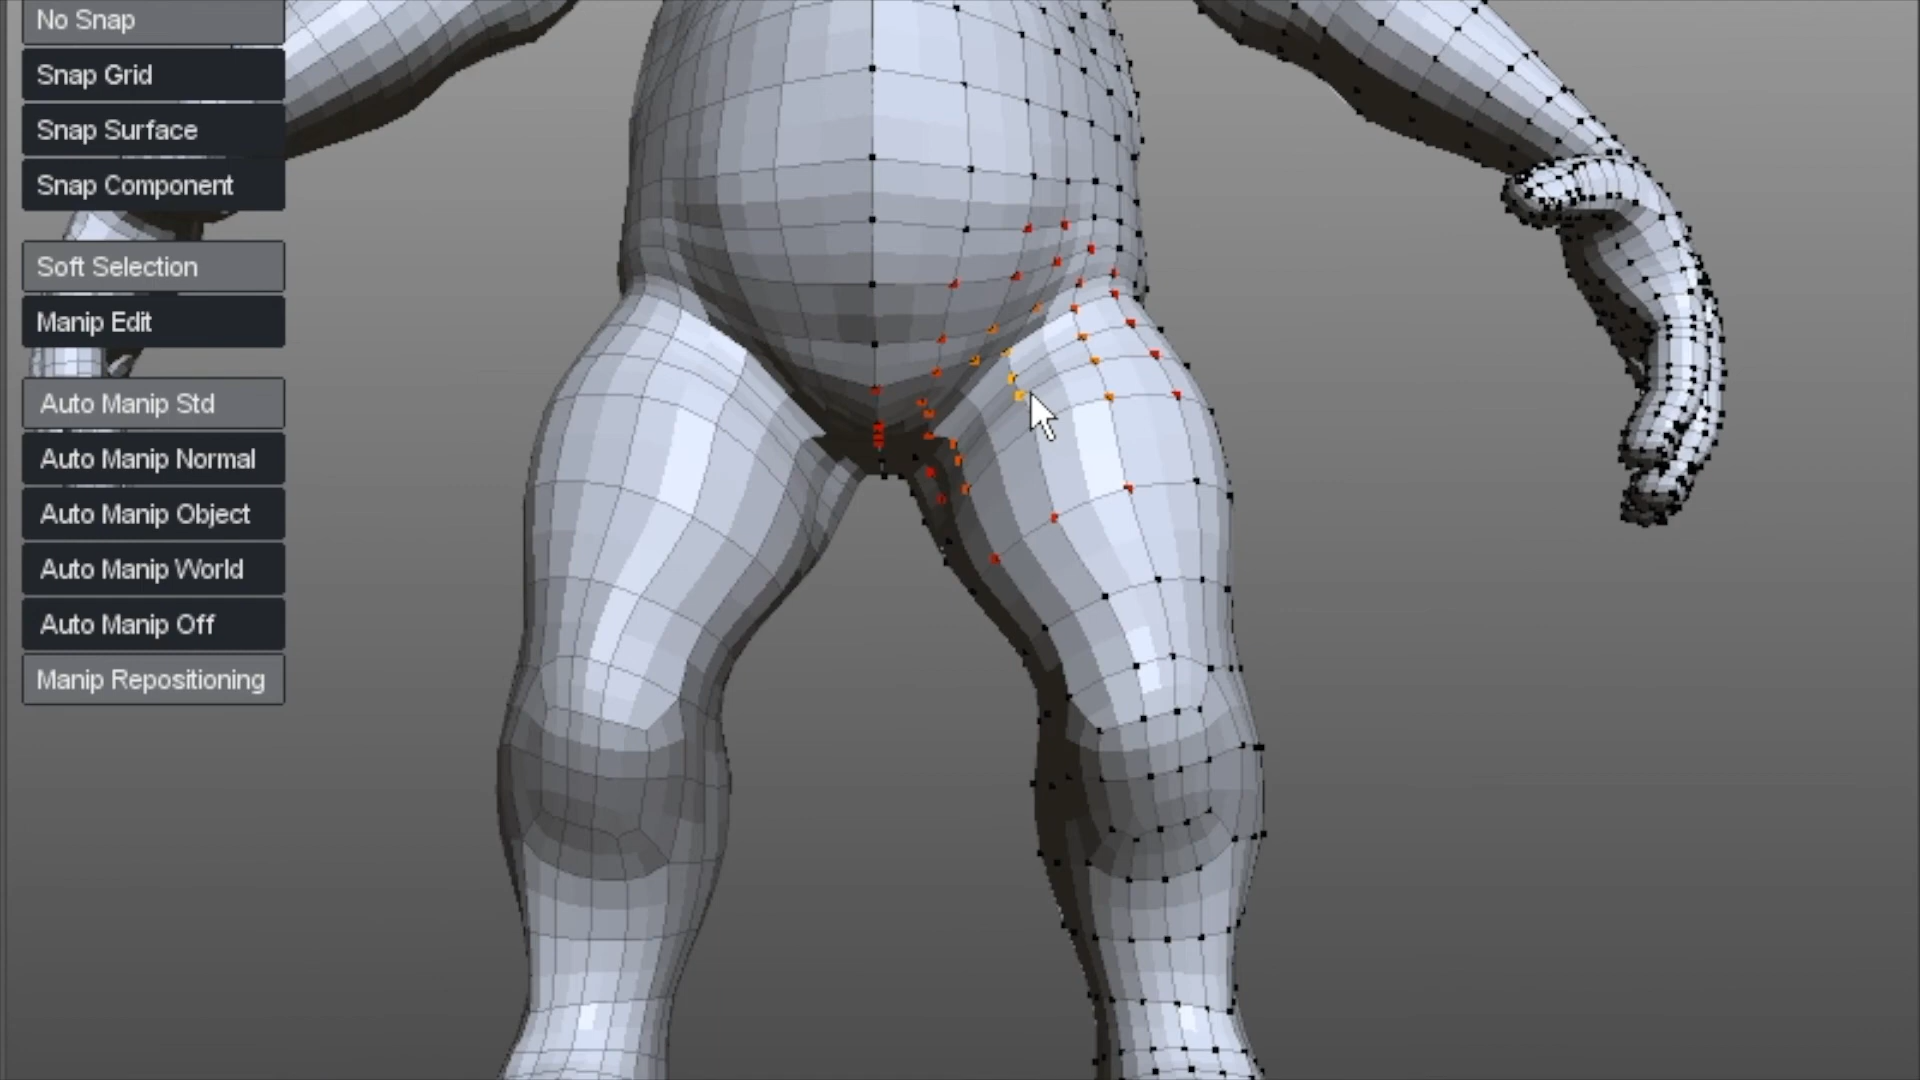 No Snap
Snap Grid
Snap Surface
Snap Component
Soft Selection
Manip Edit
Auto Manip Std
Auto Manip Normal
Auto Manip Object
Auto Manip World
Auto Manip Off
Manip Repositioning